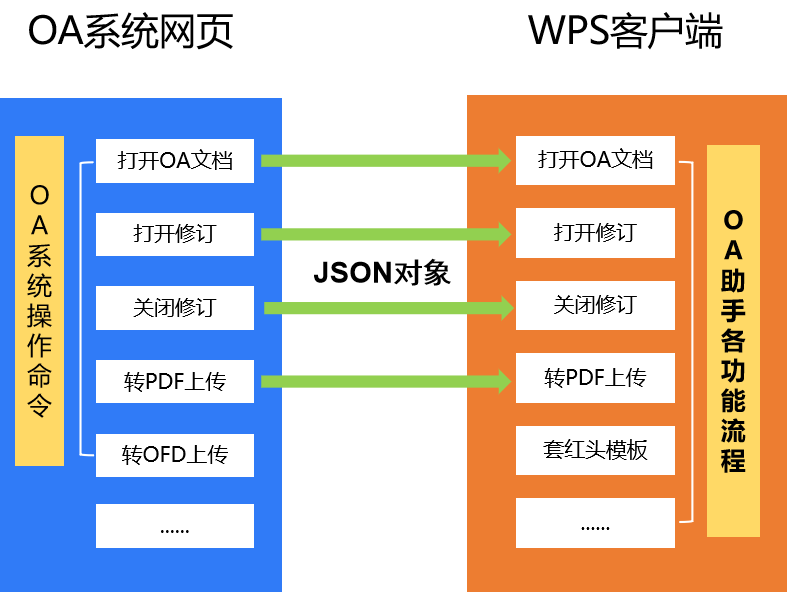 OA系统网页
WPS客户端
OA系统操作命令
打开OA文档
打开修订
关闭修订
转PDF上传
转OFD上传
......
JSON对象
打开OA文档
打开修订
关闭修订
转PDF上传
套红头模板
......
OA助手各功能流程